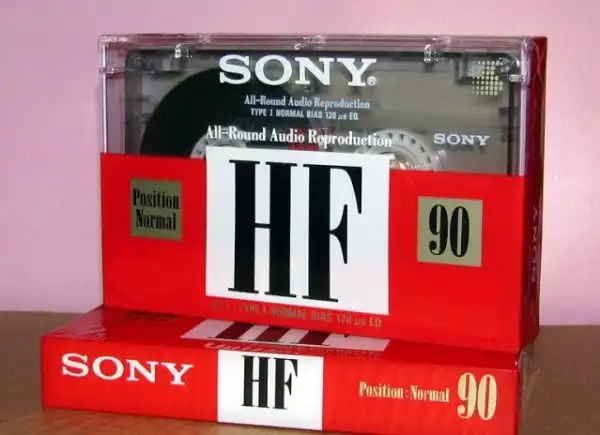 SONY®
All-Round Audio Reproduction
TYPE I NORMAL BIAS 120 µs EQ
All-Round Audio Reproduction
SONY
HF
Position
Normal
90
TYPE I NORMAL BIAS 120 µs EQ
SONY
SONY
HF
Position:Normal 90